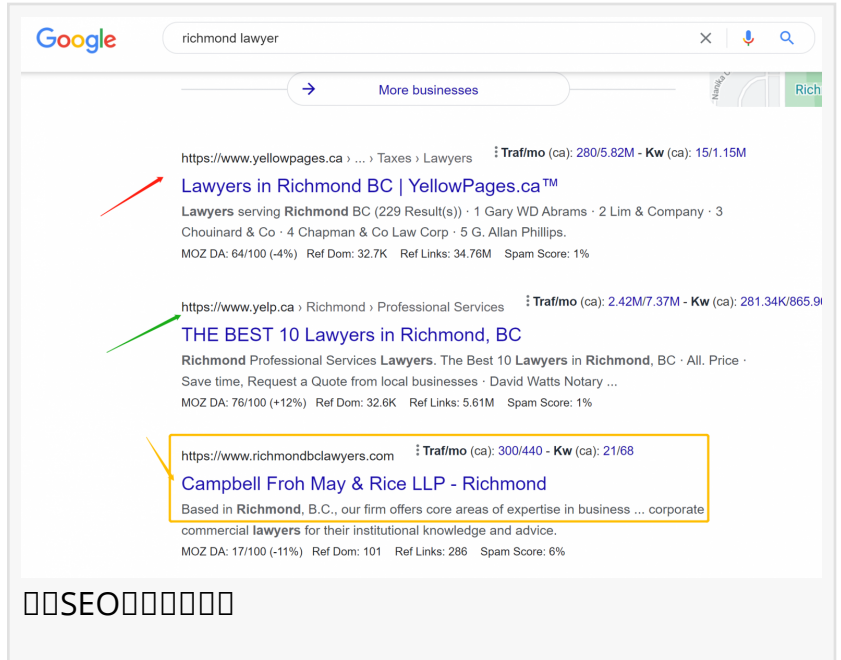 Google
richmond lawyer
More businesses
Nanika
Rich
https://www.yellowpages.ca › ... › Taxes › Lawyers
Traf/mo (ca): 280/5.82M - Kw (ca): 15/1.15M
Lawyers in Richmond BC | YellowPages.ca™
Lawyers serving Richmond BC (229 Result(s)) · 1 Gary WD Abrams · 2 Lim & Company · 3
Chouinard & Co · 4 Chapman & Co Law Corp · 5 G. Allan Phillips.
MOZ DA: 64/100 (-4%) Ref Dom: 32.7K Ref Links: 34.76M Spam Score: 1%
https://www.yelp.ca › Richmond › Professional Services
Traf/mo (ca): 2.42M/7.37M - Kw (ca): 281.34K/865.9
THE BEST 10 Lawyers in Richmond, BC
Richmond Professional Services Lawyers. The Best 10 Lawyers in Richmond, BC · All. Price ·
Save time, Request a Quote from local businesses · David Watts Notary ...
MOZ DA: 76/100 (+12%) Ref Dom: 32.6K Ref Links: 5.61M Spam Score: 1%
https://www.richmondbclawyers.com
Traf/mo (ca): 300/440 - Kw (ca): 21/68
Campbell Froh May & Rice LLP - Richmond
Based in Richmond, B.C., our firm offers core areas of expertise in business ... corporate
commercial lawyers for their institutional knowledge and advice.
MOZ DA: 17/100 (-11%) Ref Dom: 101 Ref Links: 286 Spam Score: 6%
SEO